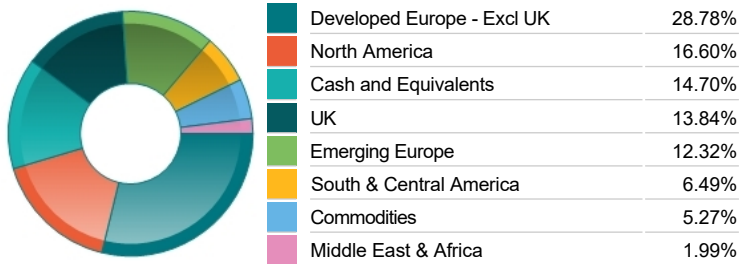 Developed Europe - Excl UK 28.78%
North America 16.60%
Cash and Equivalents 14.70%
UK 13.84%
Emerging Europe 12.32%
South & Central America 6.49%
Commodities 5.27%
Middle East & Africa 1.99%